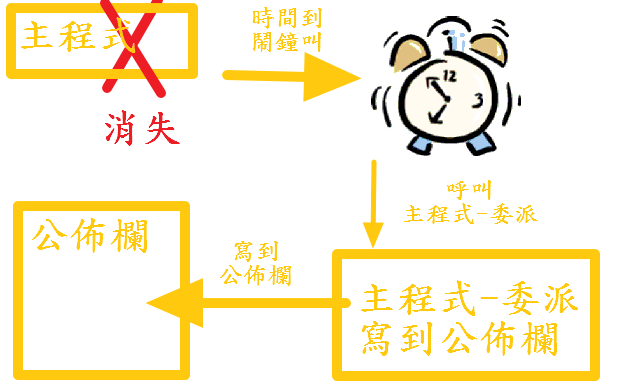 主程式
消失
時間到
鬧鐘叫
12
3
呼叫
主程式-委派
主程式-委派
寫到公佈欄
寫到
公佈欄
公佈欄